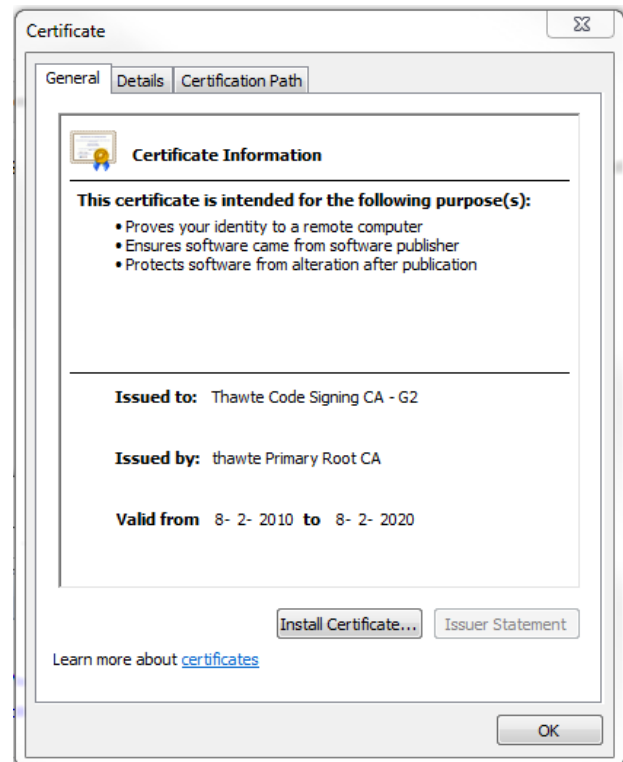 Certificate
General Details Certification Path
Certificate Information
This certificate is intended for the following purpose(s):
• Proves your identity to a remote computer
• Ensures software came from software publisher
• Protects software from alteration after publication
Issued to: Thawte Code Signing CA - G2
Issued by: thawte Primary Root CA
Valid from 8- 2- 2010 to 8- 2- 2020
Install Certificate... Issuer Statement
Learn more about certificates
OK